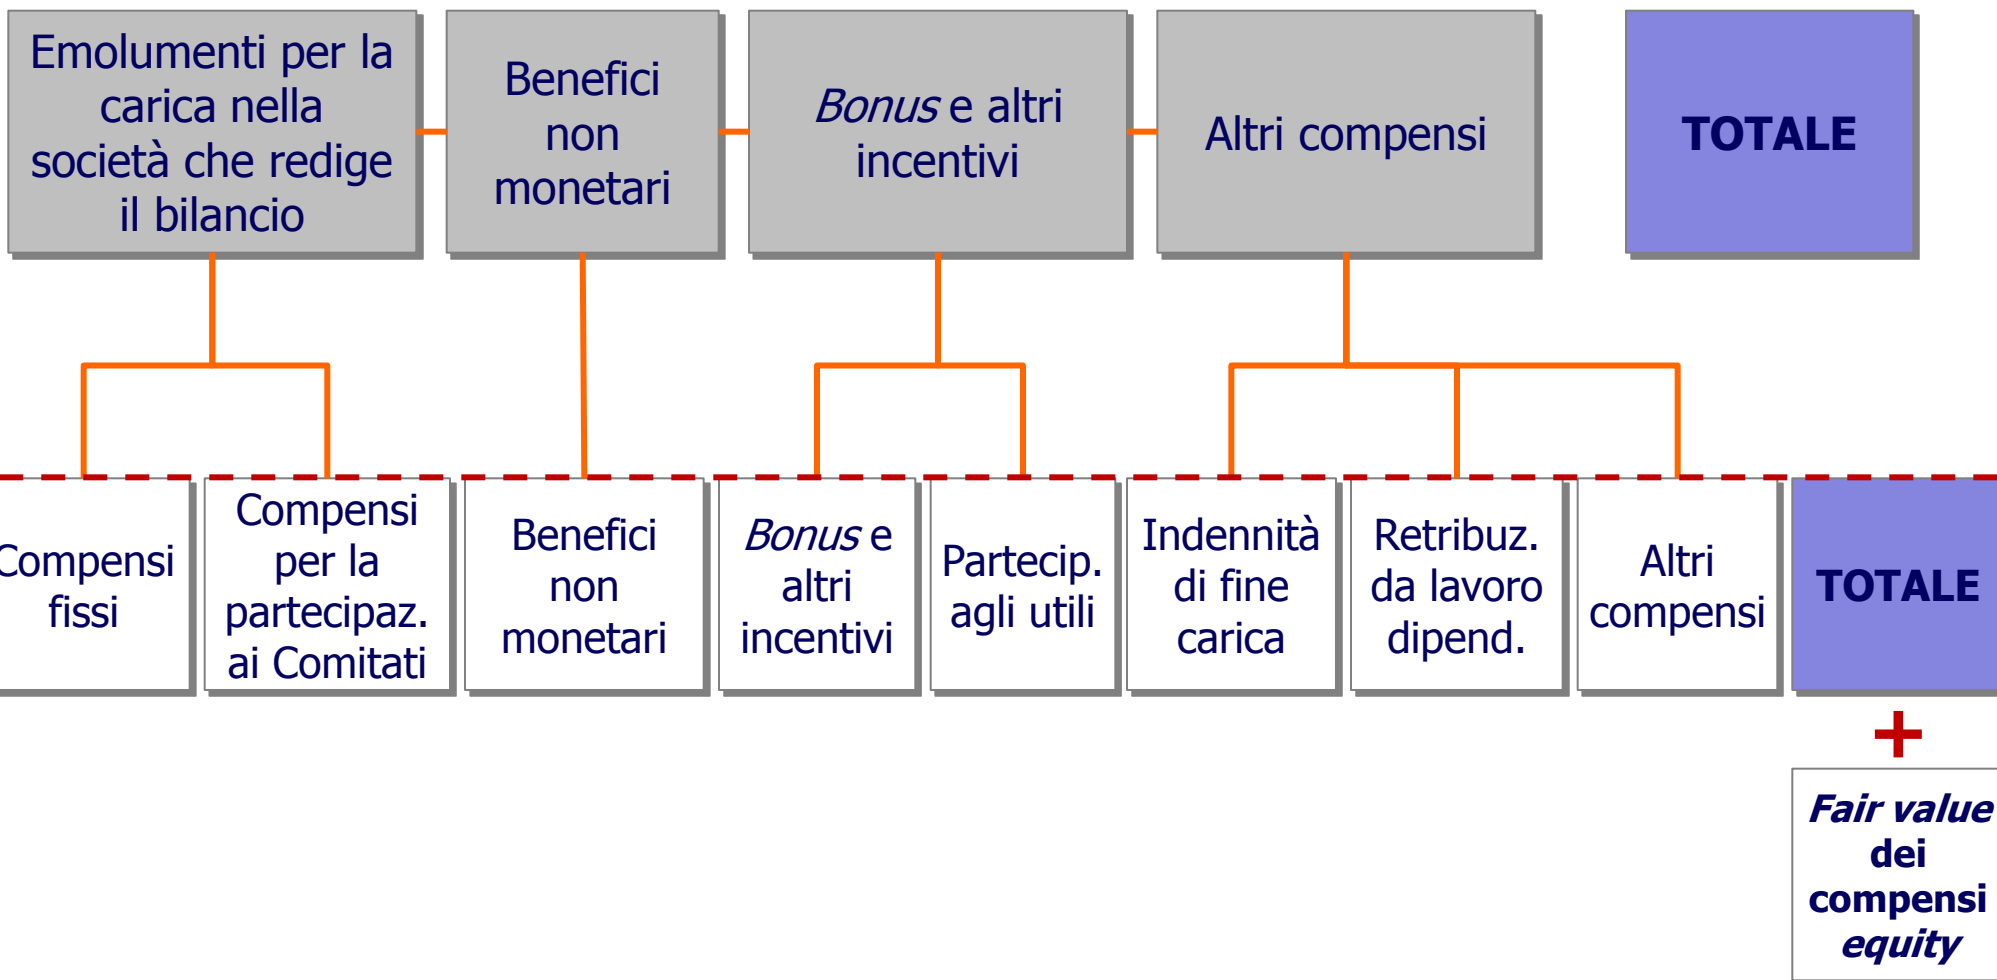 Emolumenti per la
carica nella
società che redige
il bilancio
Benefici
non
monetari
Bonus e altri
incentivi
Altri compensi
TOTALE
Compensi
fissi
Compensi
per la
partecipaz.
ai Comitati
Benefici
non
monetari
Bonus e
altri
incentivi
Partecip.
agli utili
Indennità
di fine
carica
Retribuz.
da lavoro
dipend.
Altri
compensi
TOTALE
+
Fair value
dei
compensi
equity